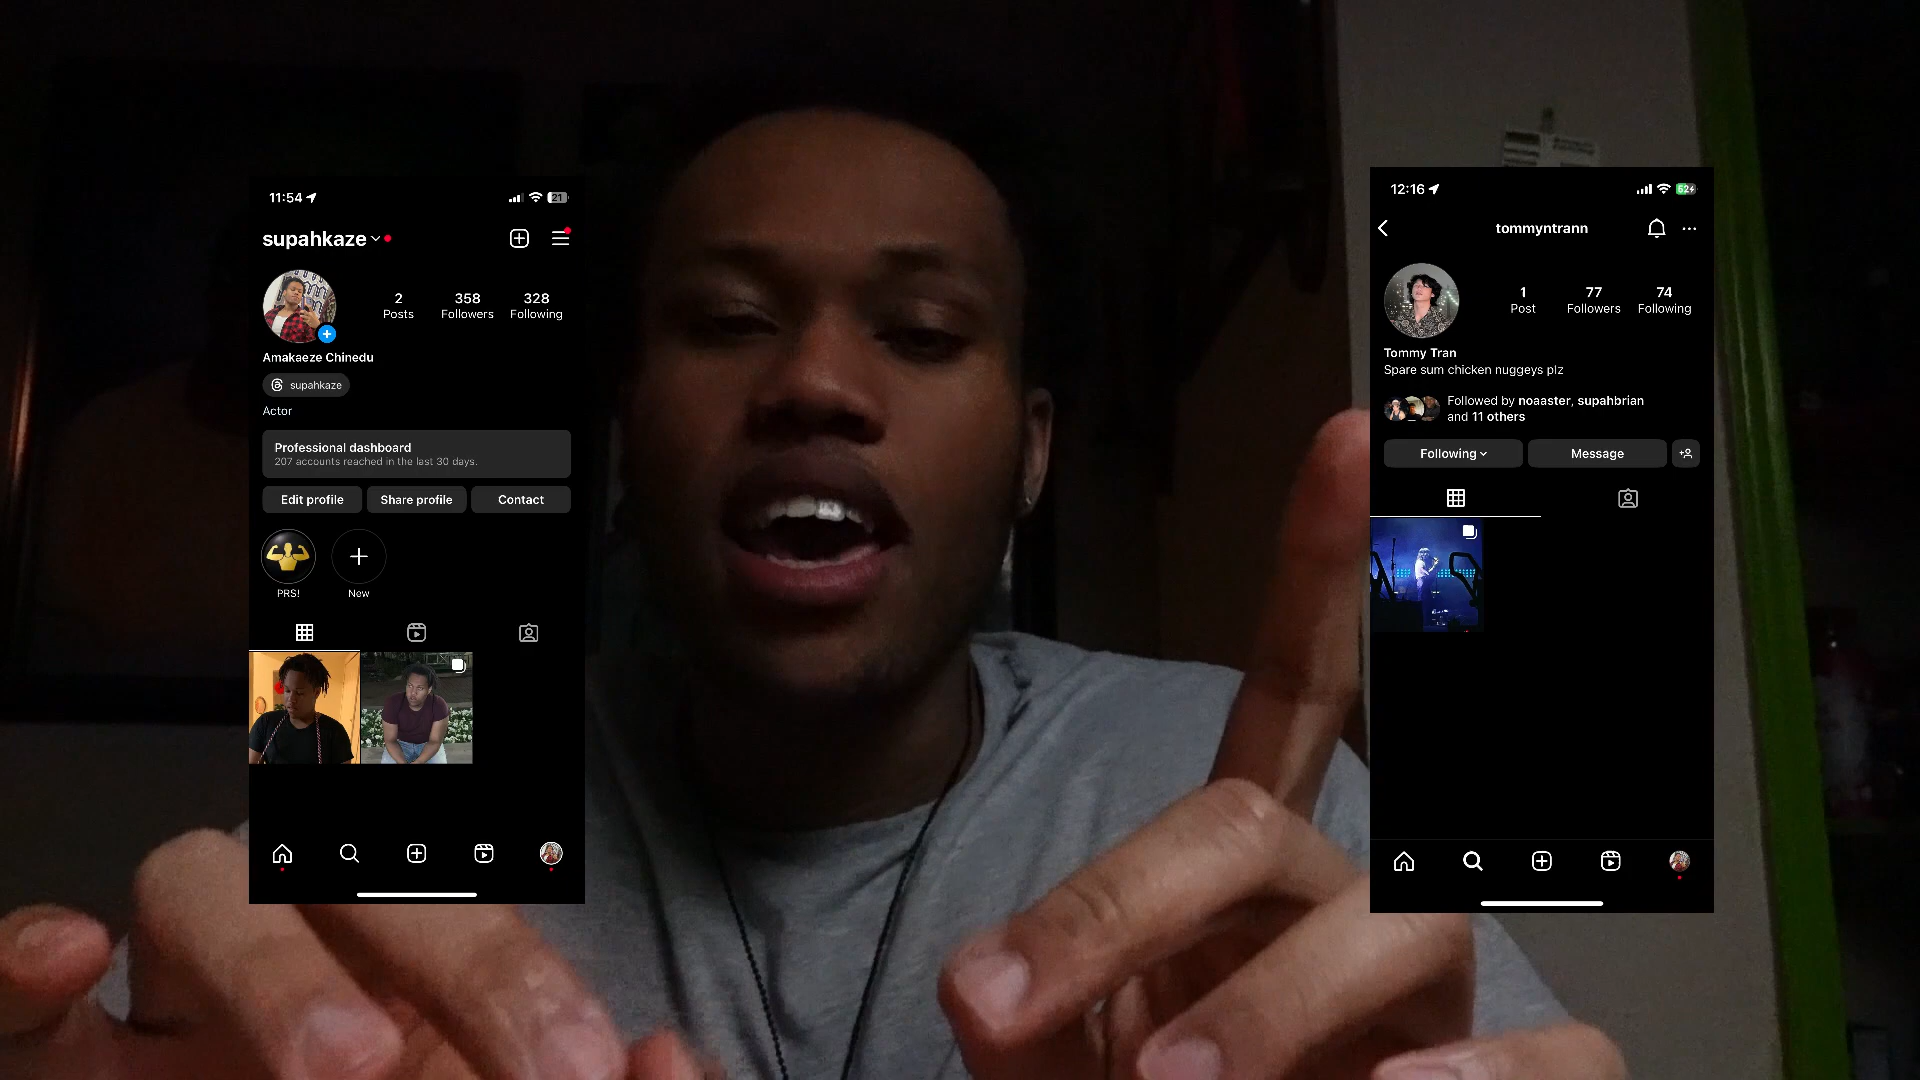 11:54
21
supahkaze
2
Posts
358
Followers
328
Following
Amakaeze Chinedu
supahkaze
Actor
Professional dashboard
207 accounts reached in the last 30 days.
Edit profile
Share profile
Contact
PRS!
New
12:16
62
tommyntrann
1
Post
77
Followers
74
Following
Tommy Tran
Spare sum chicken nuggeys plz
Followed by noaaster, supahbrian
and 11 others
Following
Message